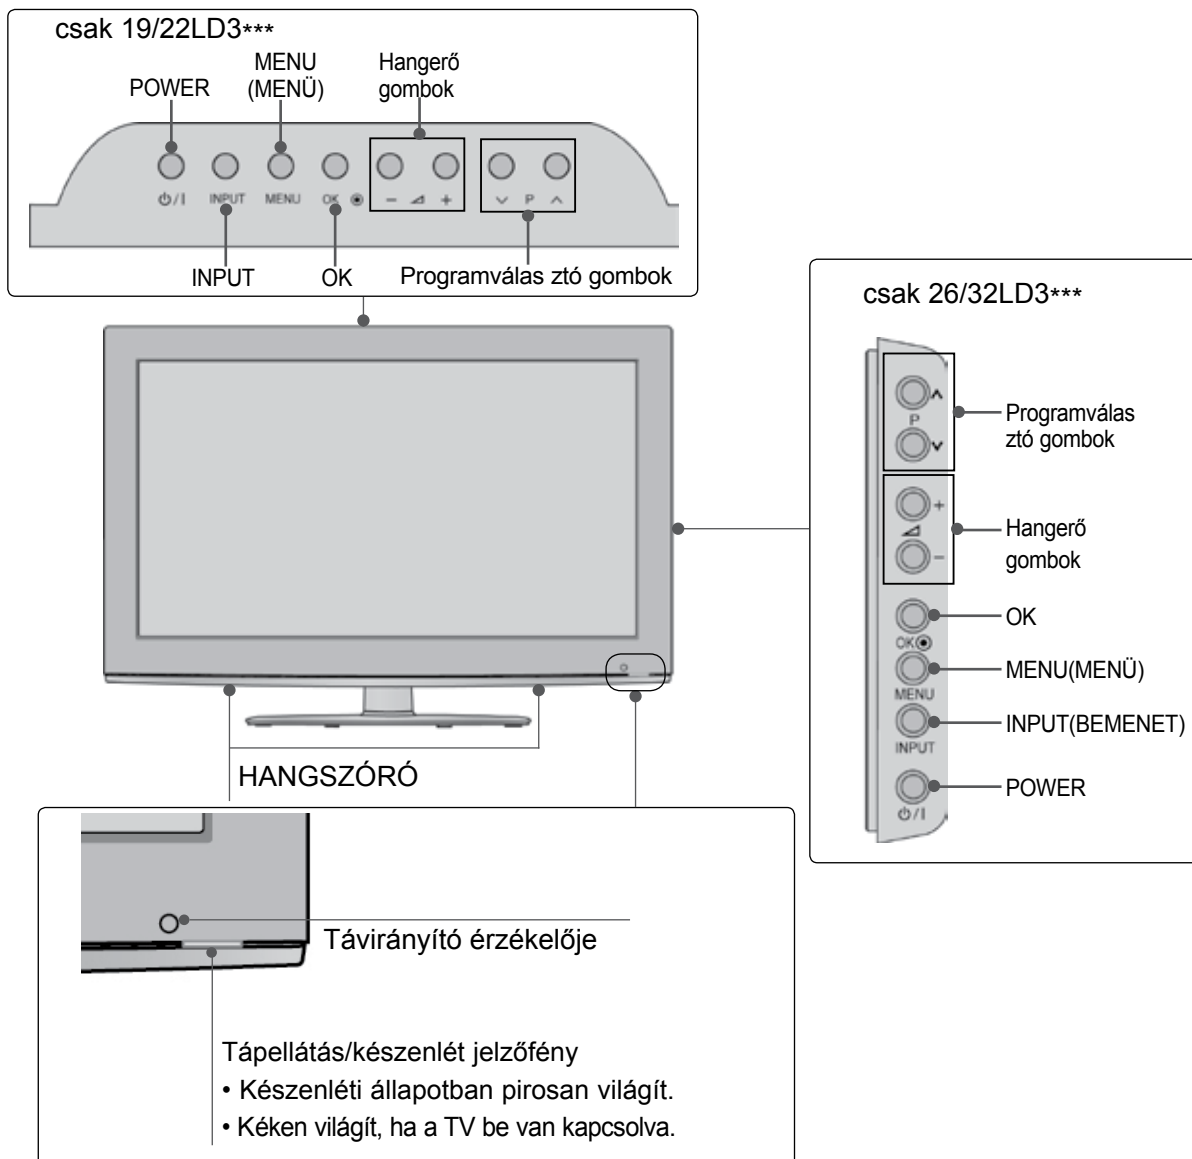 csak 19/22LD3***
MENU
(MENÜ)
Hangerő
gombok
POWER
⏻/I INPUT MENU OK ◉ − ⊿ + ∨ P ∧
INPUT
OK
Programválas ztó gombok
csak 26/32LD3***
∧
P
∨
Programválas
ztó gombok
+
⊿
−
Hangerő
gombok
OK
OK◉
MENU(MENÜ)
MENU
INPUT(BEMENET)
INPUT
POWER
⏻/I
HANGSZÓRÓ
Távirányító érzékelője
Tápellátás/készenlét jelzőfény
• Készenléti állapotban pirosan világít.
• Kéken világít, ha a TV be van kapcsolva.